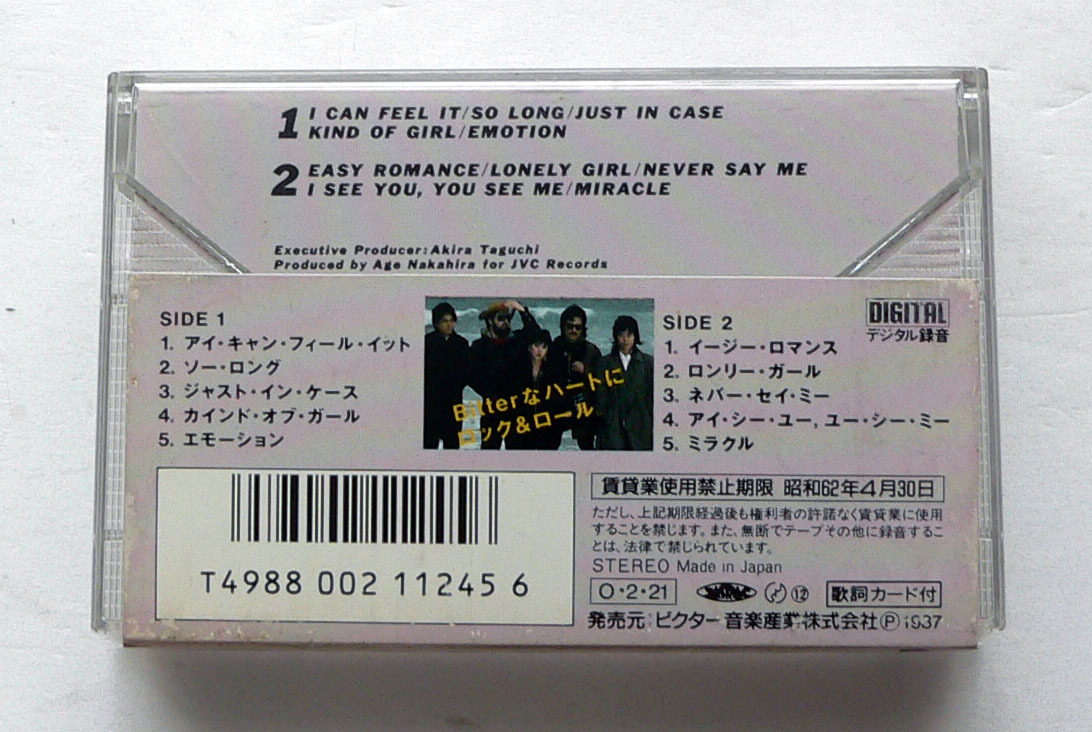 1 I CAN FEEL IT/SO LONG/JUST IN CASE
KIND OF GIRL/EMOTION
2 EASY ROMANCE/LONELY GIRL/NEVER SAY ME
I SEE YOU, YOU SEE ME/MIRACLE
Executive Producer:Akira Taguchi
Produced by Age Nakahira for JVC Records
SIDE 1
1. アイ・キャン・フィール・イット
2. ソー・ロング
3. ジャスト・イン・ケース
4. カインド・オブ・ガール
5. エモーション
Bitterなハートに
ロック&ロール
SIDE 2
1. イージー・ロマンス
2. ロンリー・ガール
3. ネバー・セイ・ミー
4. アイ・シー・ユー, ユー・シー・ミー
5. ミラクル
DIGITAL
デジタル録音
T4988 002 11245 6
賃貸業使用禁止期限 昭和62年4月30日
ただし、上記期限経過後も権利者の許諾なく賃貸業に使用
することを禁じます。また、無断でテープその他に録音するこ
とは、法律で禁じられています。
STEREO Made in Japan
O・2・21
⑫ 歌詞カード付
発売元:ビクター音楽産業株式会社Ⓟ1987